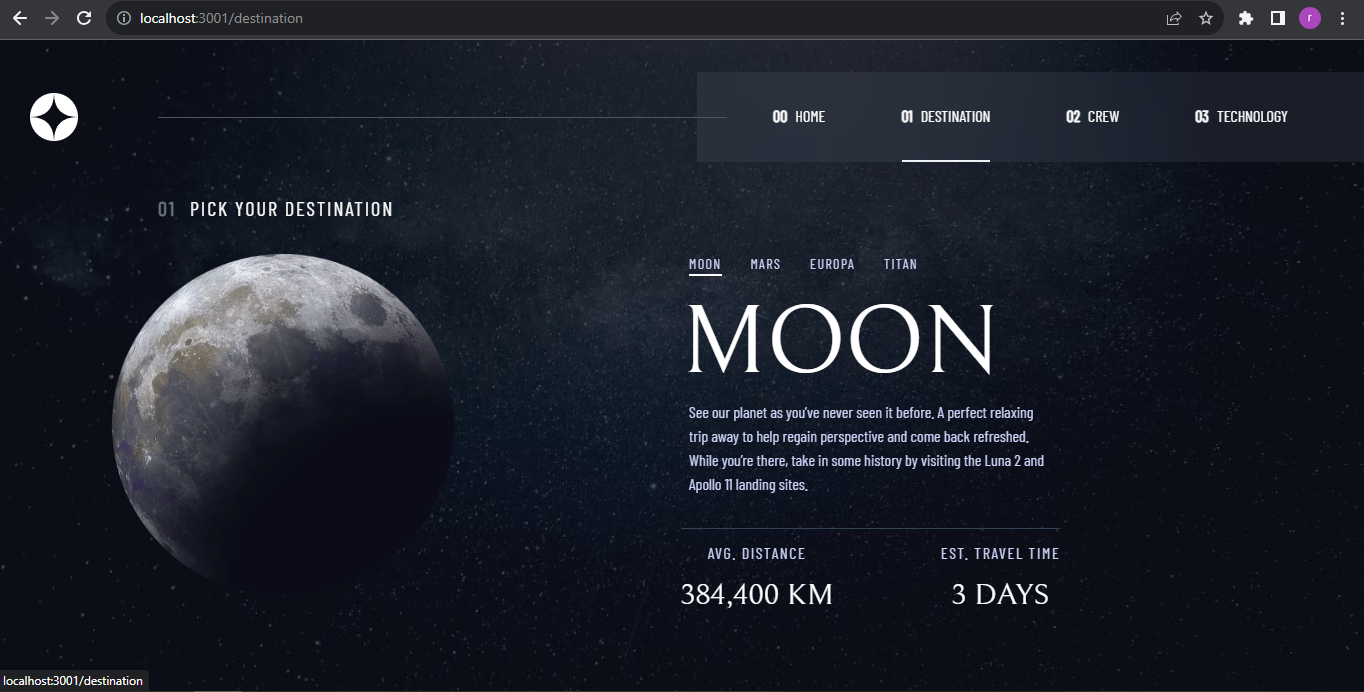 localhost:3001/destination
r
00 HOME 01 DESTINATION 02 CREW 03 TECHNOLOGY
01 PICK YOUR DESTINATION
MOON MARS EUROPA TITAN
MOON
See our planet as you’ve never seen it before. A perfect relaxing
trip away to help regain perspective and come back refreshed.
While you’re there, take in some history by visiting the Luna 2 and
Apollo 11 landing sites.
AVG. DISTANCE EST. TRAVEL TIME
384,400 KM 3 DAYS
localhost:3001/destination